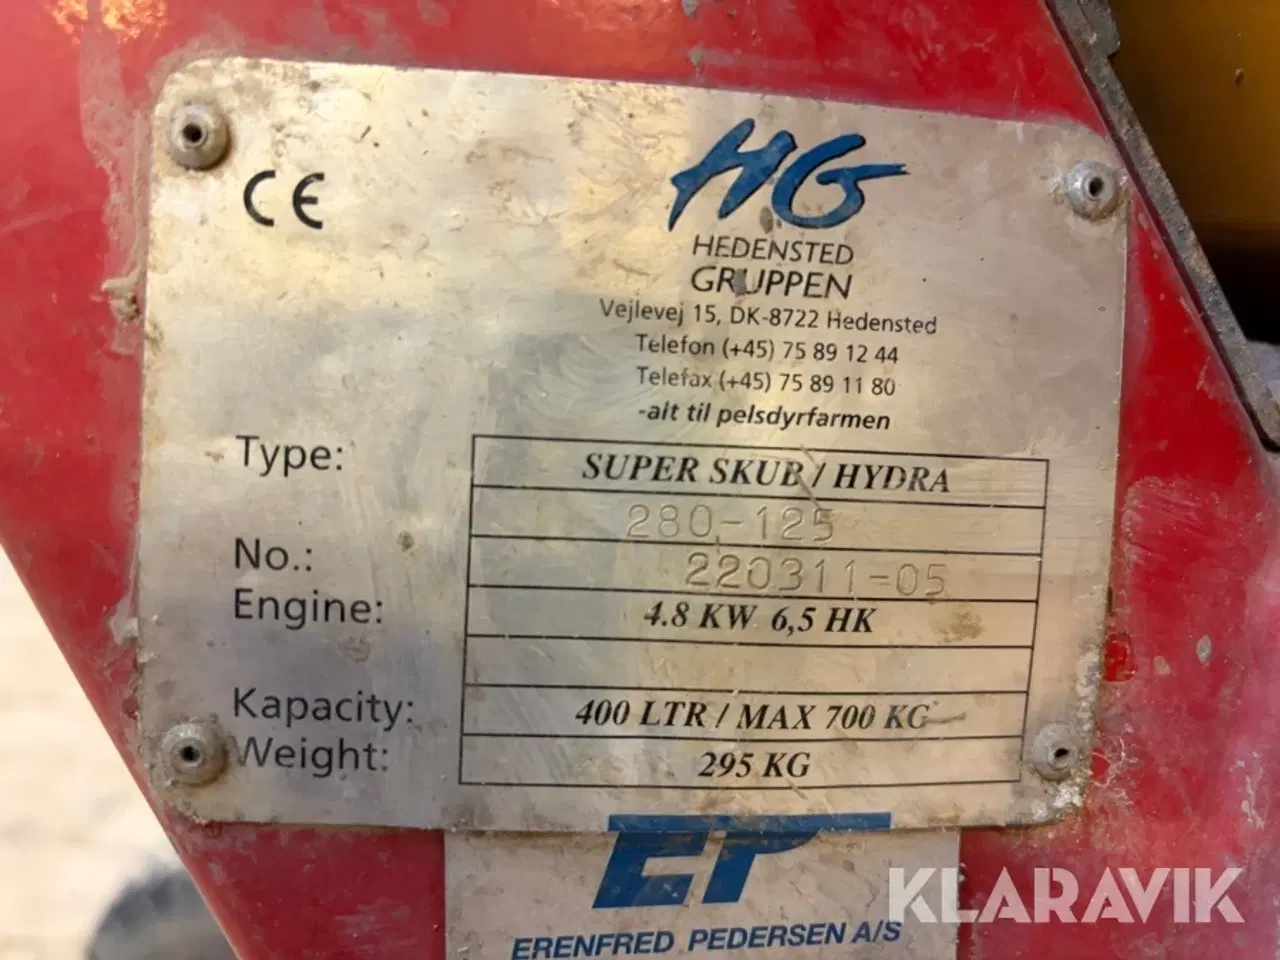 CE
HG
HEDENSTED
GRUPPEN
Vejlevej 15, DK-8722 Hedensted
Telefon (+45) 75 89 12 44
Telefax (+45) 75 89 11 80
-alt til pelsdyrfarmen
Type: SUPER SKUB / HYDRA
280-125
No.: 220311-05
Engine: 4.8 KW 6,5 HK
Kapacity: 400 LTR / MAX 700 KG
Weight: 295 KG
EP
ERENFRED PEDERSEN A/S
KLARAVIK